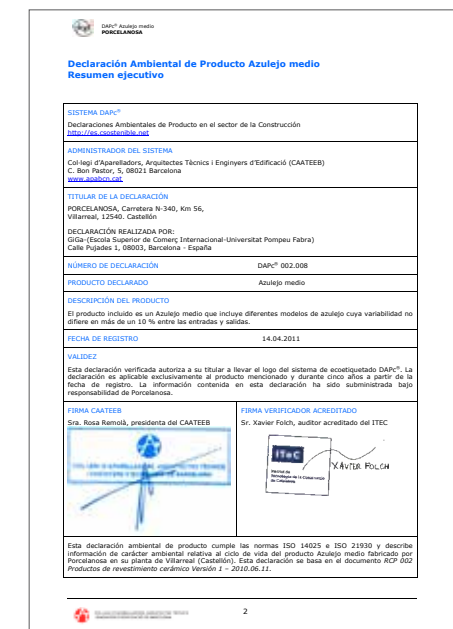 DAPc® Azulejo medio
PORCELANOSA
Declaración Ambiental de Producto Azulejo medio
Resumen ejecutivo
SISTEMA DAPc®
Declaraciones Ambientales de Producto en el sector de la Construcción
http://es.csostenible.net
ADMINISTRADOR DEL SISTEMA
Col·legi d'Aparelladors, Arquitectes Tècnics i Enginyers d'Edificació (CAATEEB)
C. Bon Pastor, 5, 08021 Barcelona
www.apabcn.cat
TITULAR DE LA DECLARACIÓN
PORCELANOSA, Carretera N-340, Km 56,
Villarreal, 12540. Castellón
DECLARACIÓN REALIZADA POR:
GiGa-(Escola Superior de Comerç Internacional-Universitat Pompeu Fabra)
Calle Pujades 1, 08003, Barcelona - España
NÚMERO DE DECLARACIÓN DAPc® 002.008
PRODUCTO DECLARADO Azulejo medio
DESCRIPCIÓN DEL PRODUCTO
El producto incluido es un Azulejo medio que incluye diferentes modelos de azulejo cuya variabilidad no
difiere en más de un 10 % entre las entradas y salidas.
FECHA DE REGISTRO 14.04.2011
VALIDEZ
Esta declaración verificada autoriza a su titular a llevar el logo del sistema de ecoetiquetado DAPc®. La
declaración es aplicable exclusivamente al producto mencionado y durante cinco años a partir de la
fecha de registro. La información contenida en esta declaración ha sido subministrada bajo
responsabilidad de Porcelanosa.
FIRMA CAATEEB
Sra. Rosa Remolà, presidenta del CAATEEB
FIRMA VERIFICADOR ACREDITADO
Sr. Xavier Folch, auditor acreditado del ITEC
ITeC
Institut de
Tecnologia de la Construcció
de Catalunya
XAVIER FOLCH
Esta declaración ambiental de producto cumple las normas ISO 14025 e ISO 21930 y describe
información de carácter ambiental relativa al ciclo de vida del producto Azulejo medio fabricado por
Porcelanosa en su planta de Villarreal (Castellón). Esta declaración se basa en el documento RCP 002
Productos de revestimiento cerámico Versión 1 – 2010.06.11.
2